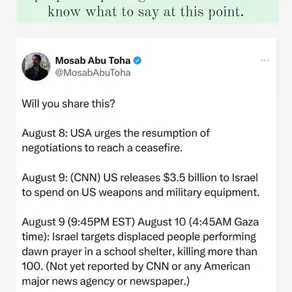 know what to say at this point.
Mosab Abu Toha
@MosabAbuToha
Will you share this?
August 8: USA urges the resumption of
negotiations to reach a ceasefire.
August 9: (CNN) US releases $3.5 billion to Israel
to spend on US weapons and military equipment.
August 9 (9:45PM EST) August 10 (4:45AM Gaza
time): Israel targets displaced people performing
dawn prayer in a school shelter, killing more than
100. (Not yet reported by CNN or any American
major news agency or newspaper.)